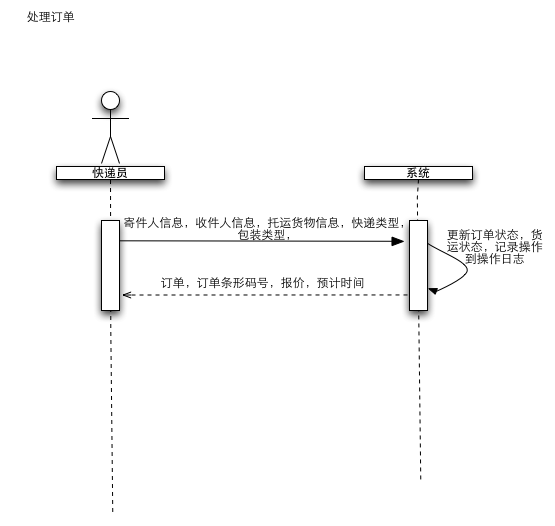 处理订单
快递员
系统
寄件人信息，收件人信息，托运货物信息，快递类型，
包装类型，
更新订单状态，货
运状态，记录操作
到操作日志
订单，订单条形码号，报价，预计时间